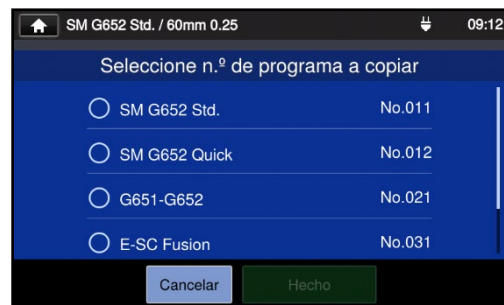 SM G652 Std. / 60mm 0.25 09:12
Seleccione n.º de programa a copiar
SM G652 Std. No.011
SM G652 Quick No.012
G651-G652 No.021
E-SC Fusion No.031
Cancelar Hecho